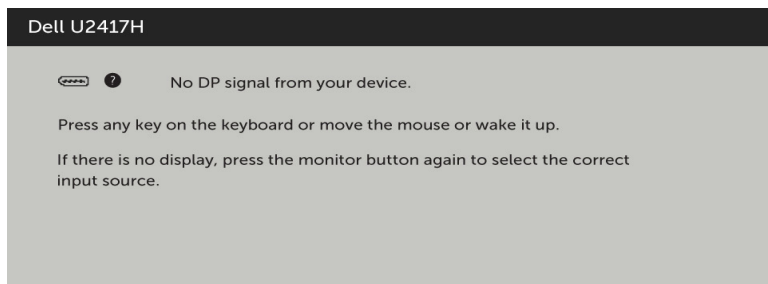 Dell U2417H
? No DP signal from your device.
Press any key on the keyboard or move the mouse or wake it up.
If there is no display, press the monitor button again to select the correct
input source.